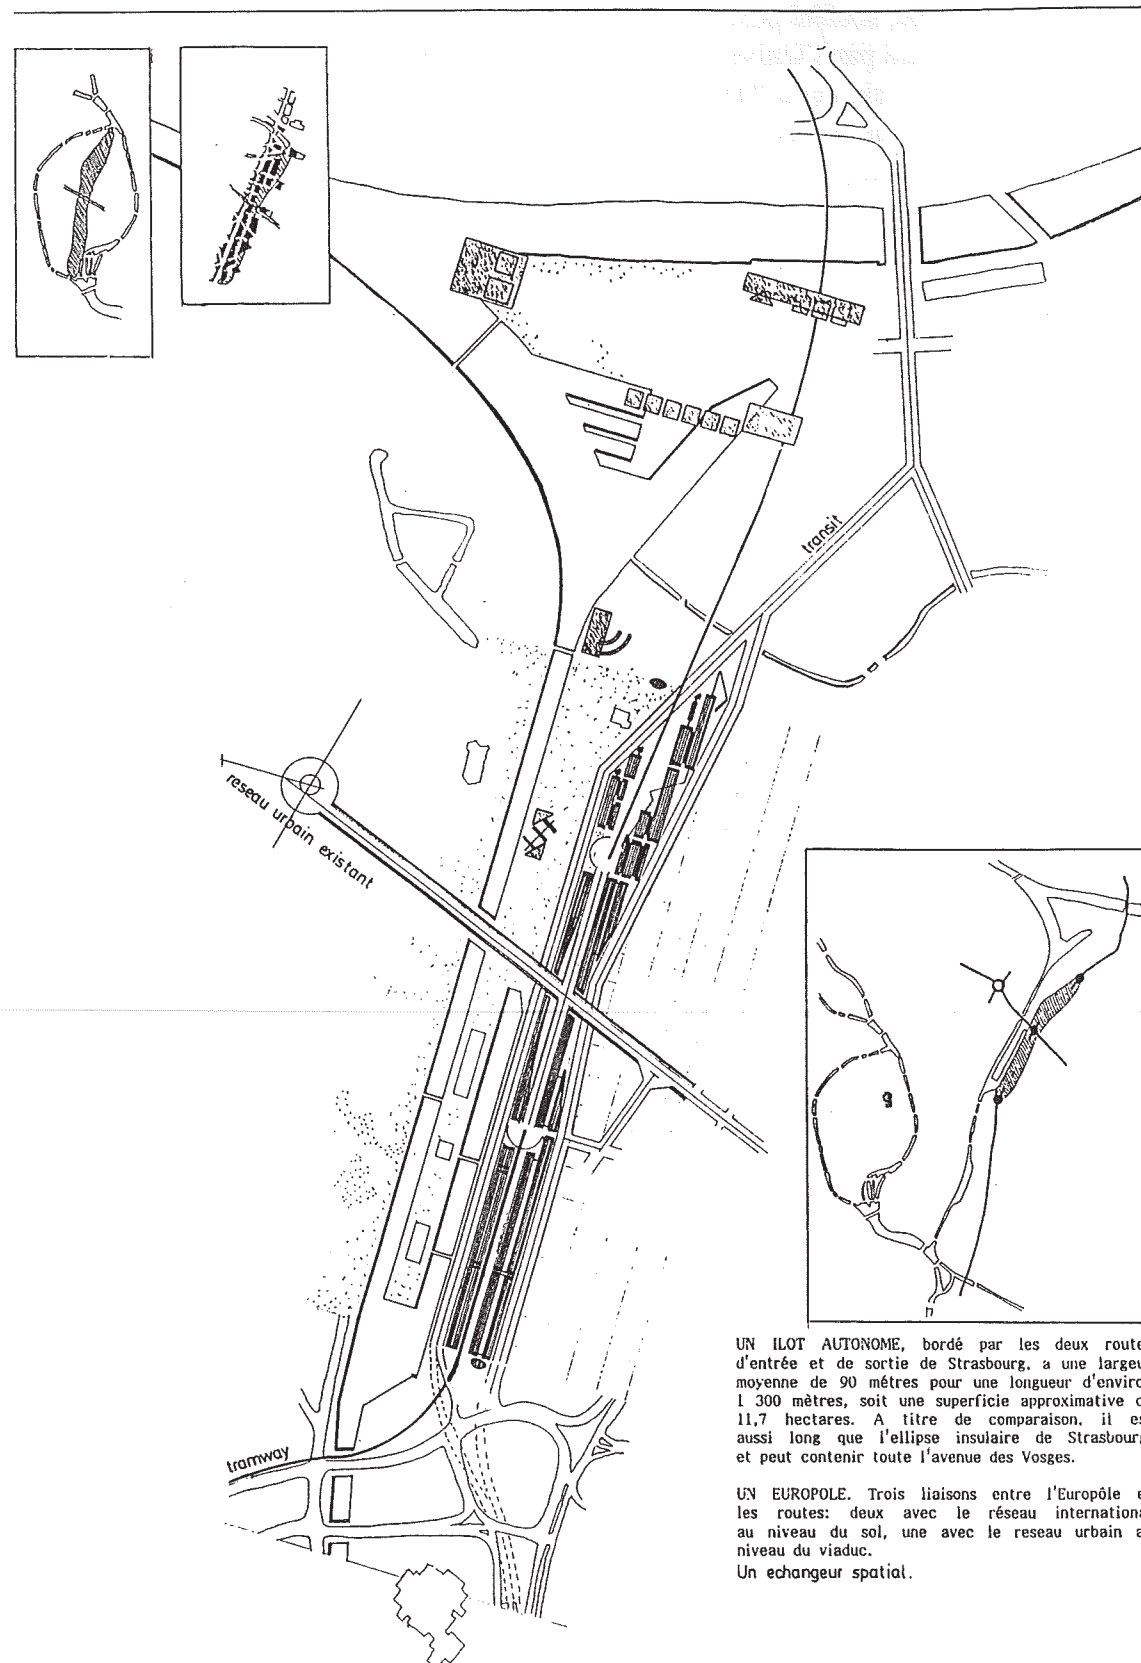 transit
reseau urbain existant
tramway
UN ILOT AUTONOME, bordé par les deux route
d'entrée et de sortie de Strasbourg, a une largeu
moyenne de 90 métres pour une longueur d'enviro
1 300 mètres, soit une superficie approximative d
11,7 hectares. A titre de comparaison, il es
aussi long que l'ellipse insulaire de Strasbourg
et peut contenir toute l'avenue des Vosges.
UN EUROPOLE. Trois liaisons entre l'Europôle e
les routes: deux avec le réseau internationa
au niveau du sol, une avec le reseau urbain a
niveau du viaduc.
Un echangeur spatial.